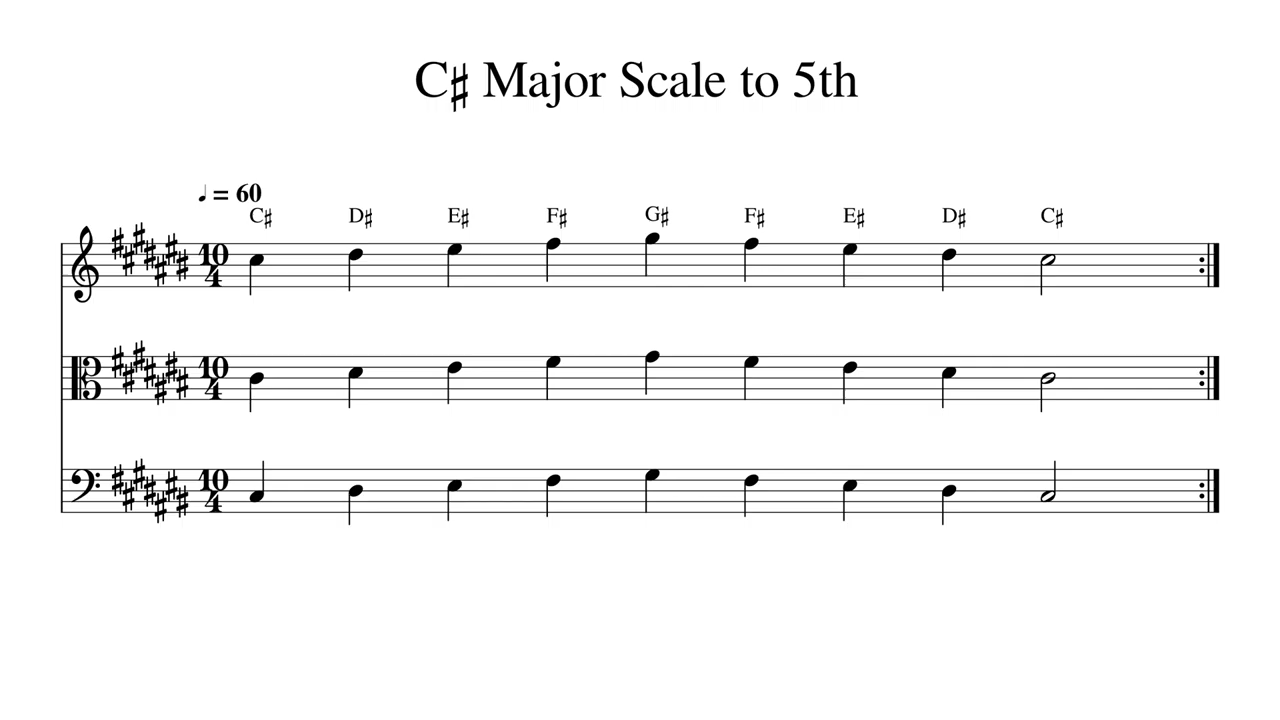 C♯ Major Scale to 5th
♩ = 60
C♯ D♯ E♯ F♯ G♯ F♯ E♯ D♯ C♯
10
4
10
4
10
4